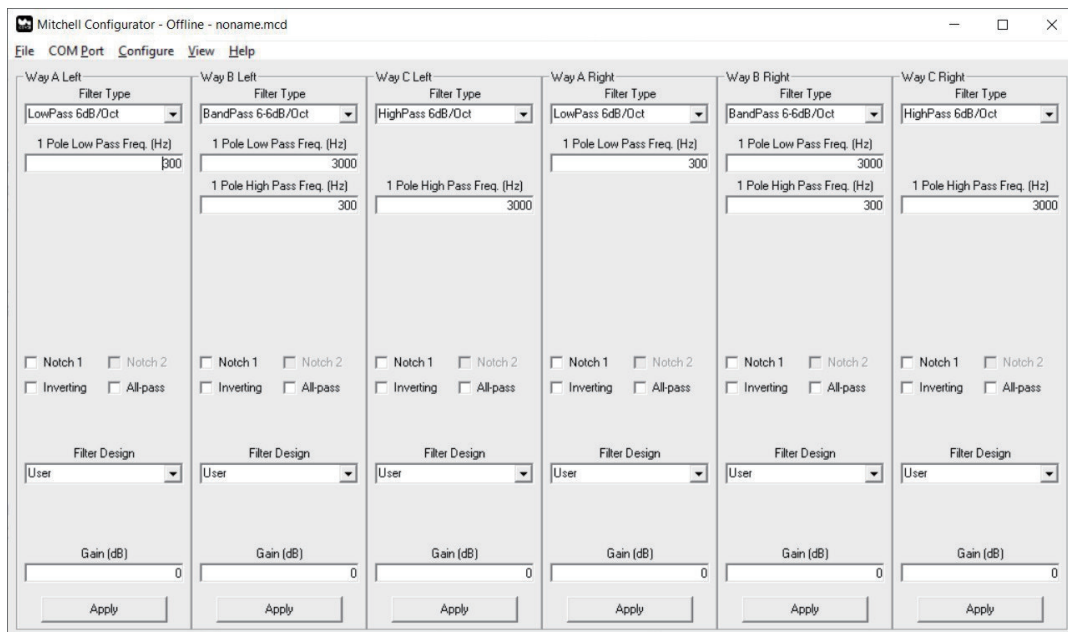 Mitchell Configurator - Offline - noname.mcd
File COM Port Configure View Help
Way A Left Way B Left Way C Left Way A Right Way B Right Way C Right
Filter Type Filter Type Filter Type Filter Type Filter Type Filter Type
LowPass 6dB/Oct BandPass 6-6dB/Oct HighPass 6dB/Oct LowPass 6dB/Oct BandPass 6-6dB/Oct HighPass 6dB/Oct
1 Pole Low Pass Freq. (Hz) 1 Pole Low Pass Freq. (Hz) 1 Pole Low Pass Freq. (Hz) 1 Pole Low Pass Freq. (Hz)
300 3000 300 3000
1 Pole High Pass Freq. (Hz) 1 Pole High Pass Freq. (Hz) 1 Pole High Pass Freq. (Hz) 1 Pole High Pass Freq. (Hz)
300 3000 300 3000
Notch 1 Notch 2 Notch 1 Notch 2 Notch 1 Notch 2 Notch 1 Notch 2 Notch 1 Notch 2 Notch 1 Notch 2
Inverting All-pass Inverting All-pass Inverting All-pass Inverting All-pass Inverting All-pass Inverting All-pass
Filter Design Filter Design Filter Design Filter Design Filter Design Filter Design
User User User User User User
Gain (dB) Gain (dB) Gain (dB) Gain (dB) Gain (dB) Gain (dB)
0 0 0 0 0 0
Apply Apply Apply Apply Apply Apply